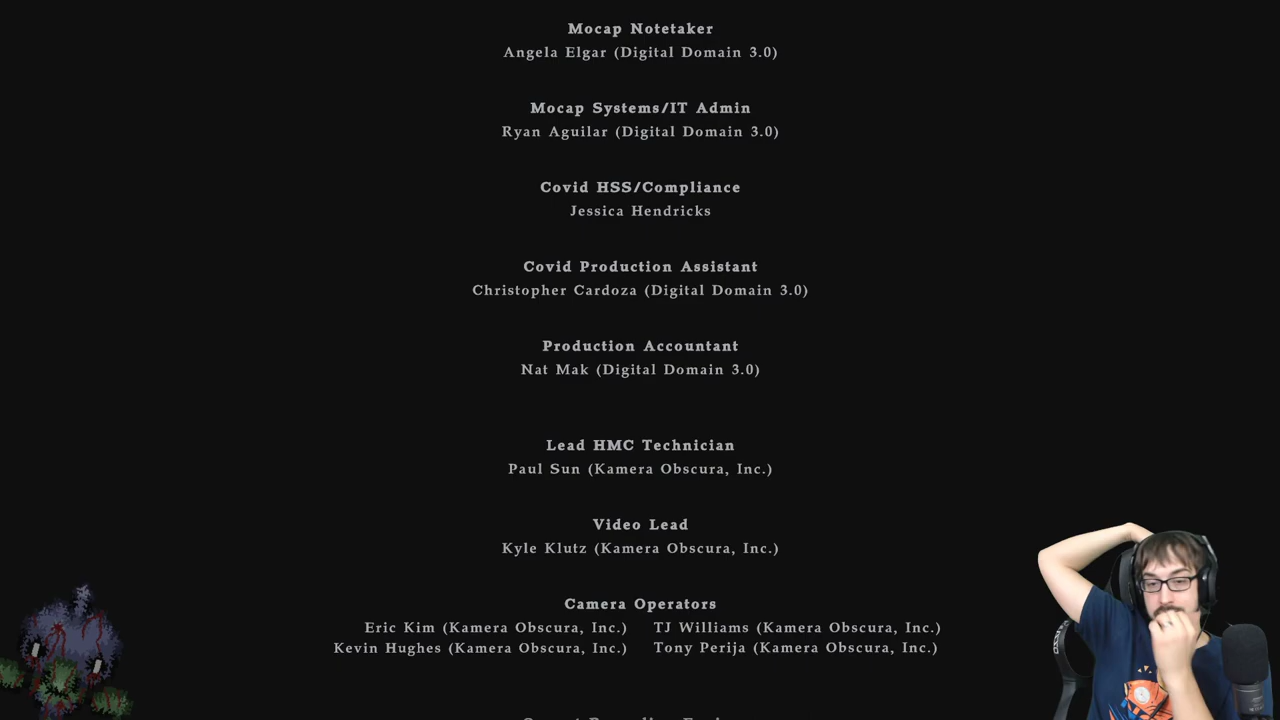 Mocap Notetaker
Angela Elgar (Digital Domain 3.0)
Mocap Systems/IT Admin
Ryan Aguilar (Digital Domain 3.0)
Covid HSS/Compliance
Jessica Hendricks
Covid Production Assistant
Christopher Cardoza (Digital Domain 3.0)
Production Accountant
Nat Mak (Digital Domain 3.0)
Lead HMC Technician
Paul Sun (Kamera Obscura, Inc.)
Video Lead
Kyle Klutz (Kamera Obscura, Inc.)
Camera Operators
Eric Kim (Kamera Obscura, Inc.) TJ Williams (Kamera Obscura, Inc.)
Kevin Hughes (Kamera Obscura, Inc.) Tony Perija (Kamera Obscura, Inc.)